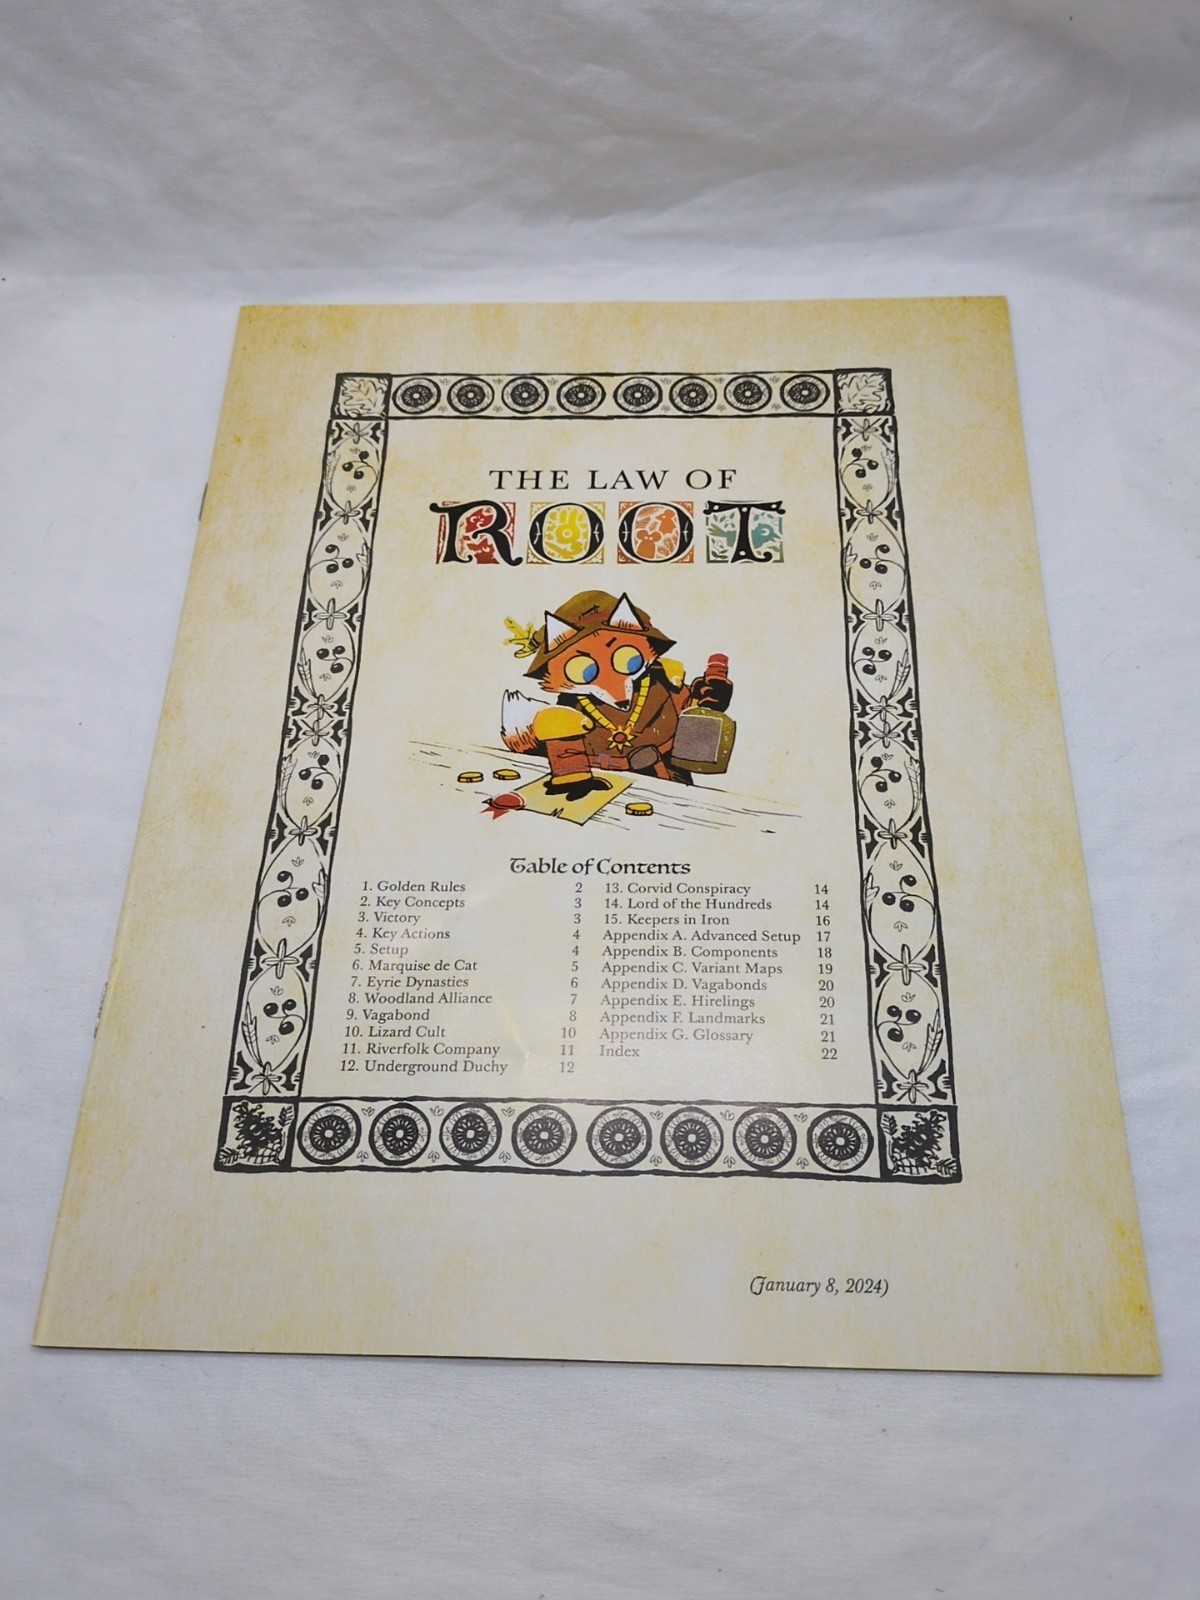 THE LAW OF
ROOT
Table of Contents
1. Golden Rules 2
2. Key Concepts 3
3. Victory 3
4. Key Actions 4
5. Setup 4
6. Marquise de Cat 5
7. Eyrie Dynasties 6
8. Woodland Alliance 7
9. Vagabond 8
10. Lizard Cult 10
11. Riverfolk Company 11
12. Underground Duchy 12
13. Corvid Conspiracy 14
14. Lord of the Hundreds 14
15. Keepers in Iron 16
Appendix A. Advanced Setup 17
Appendix B. Components 18
Appendix C. Variant Maps 19
Appendix D. Vagabonds 20
Appendix E. Hirelings 20
Appendix F. Landmarks 21
Appendix G. Glossary 21
Index 22
(January 8, 2024)